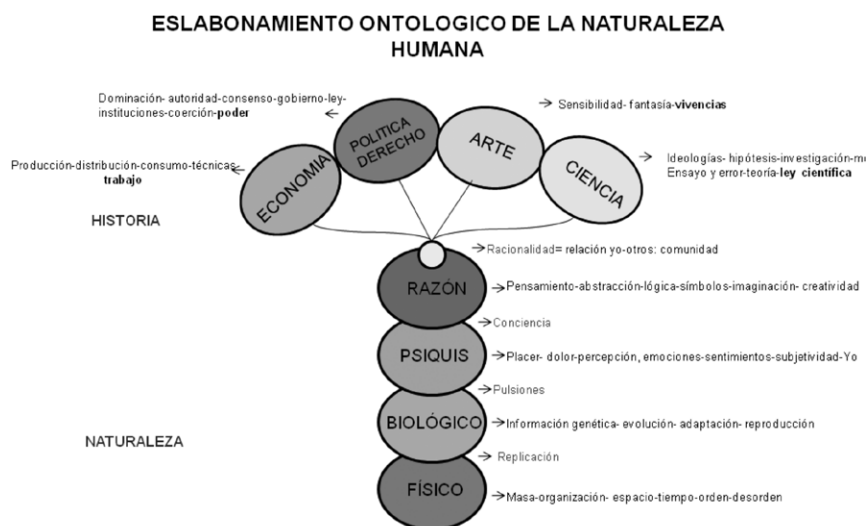 ESLABONAMIENTO ONTOLOGICO DE LA NATURALEZA
HUMANA
Dominación- autoridad-consenso-gobierno-ley-
instituciones-coerción-poder
Sensibilidad- fantasía-vivencias
POLITICA
DERECHO
ARTE
Producción-distribución-consumo-técnicas-
trabajo
ECONOMIA
CIENCIA
Ideologías- hipótesis-investigación-
Ensayo y error-teoría-ley científica
HISTORIA
Racionalidad= relación yo-otros: comunidad
RAZÓN
Pensamiento-abstracción-lógica-símbolos-imaginación- creatividad
Conciencia
PSIQUIS
Placer- dolor-percepción, emociones-sentimientos-subjetividad-Yo
Pulsiones
BIOLÓGICO
Información genética- evolución- adaptación- reproducción
NATURALEZA
Replicación
FÍSICO
Masa-organización- espacio-tiempo-orden-desorden